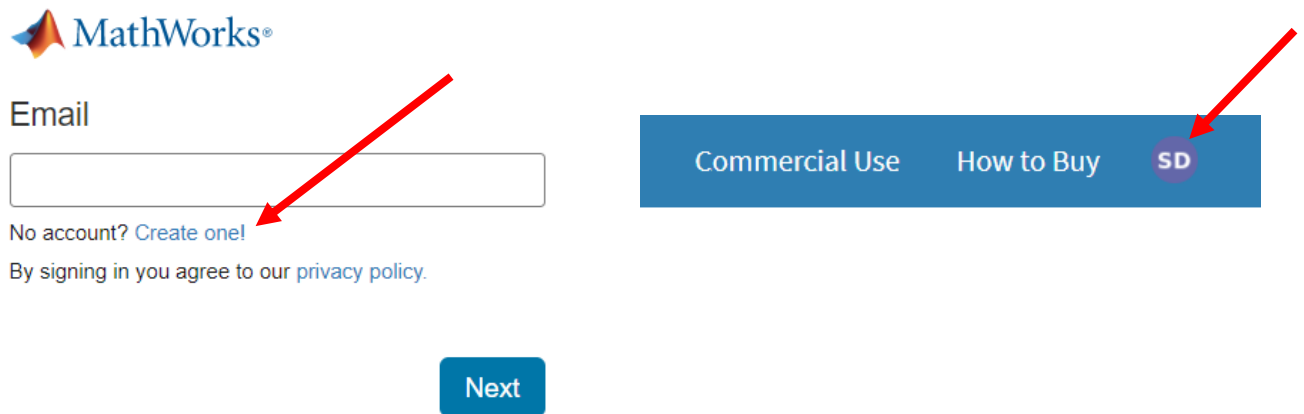 MathWorks®
Email
No account? Create one!
By signing in you agree to our privacy policy.
Next
Commercial Use How to Buy SD